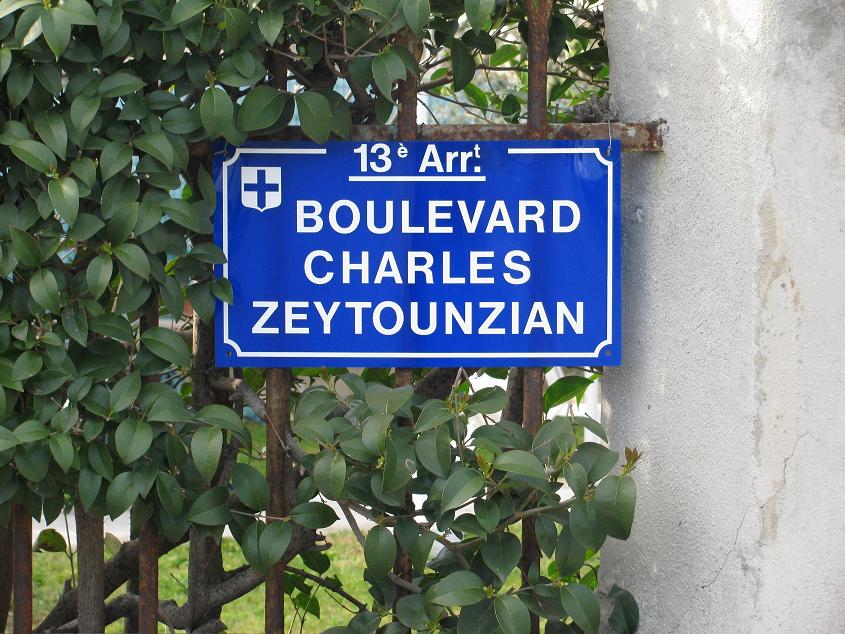 13è Arrt.
BOULEVARD
CHARLES
ZEYTOUNZIAN